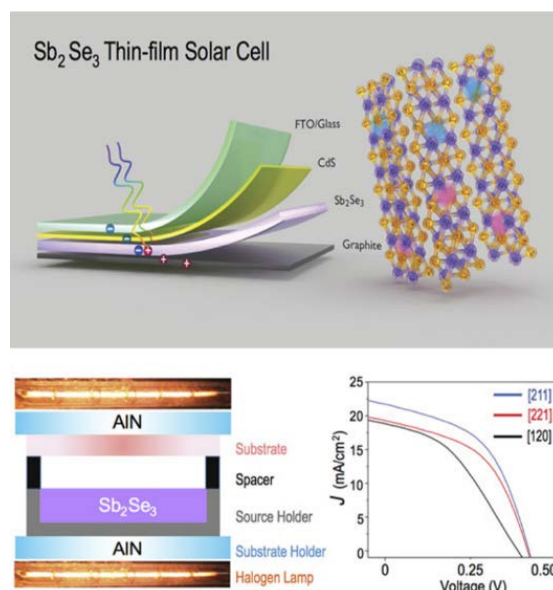 Sb₂Se₃ Thin-film Solar Cell
FTO/Glass
CdS
Sb₂Se₃
Graphite
AlN
Substrate
Spacer
Sb₂Se₃
Source Holder
AlN
Substrate Holder
Halogen Lamp
25
20
15
10
5
0
J (mA/cm²)
[211]
[221]
[120]
0
0.25
0.50
Voltage (V)